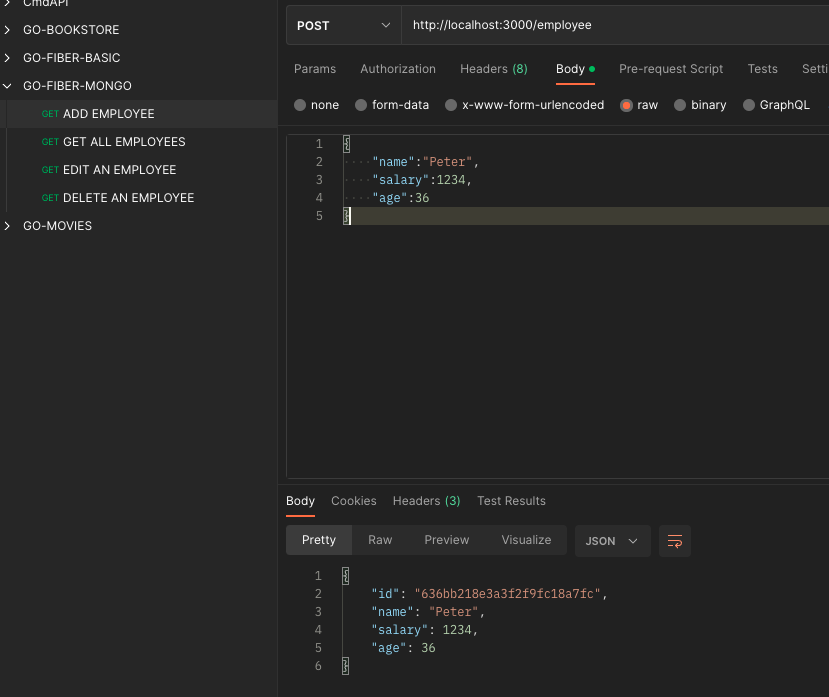 CmdAPI
GO-BOOKSTORE
GO-FIBER-BASIC
GO-FIBER-MONGO
GET ADD EMPLOYEE
GET GET ALL EMPLOYEES
GET EDIT AN EMPLOYEE
GET DELETE AN EMPLOYEE
GO-MOVIES
POST http://localhost:3000/employee
Params Authorization Headers (8) Body Pre-request Script Tests Setti
none form-data x-www-form-urlencoded raw binary GraphQL
1 {
2 "name":"Peter",
3 "salary":1234,
4 "age":36
5 }
Body Cookies Headers (3) Test Results
Pretty Raw Preview Visualize JSON
1 {
2 "id": "636bb218e3a3f2f9fc18a7fc",
3 "name": "Peter",
4 "salary": 1234,
5 "age": 36
6 }